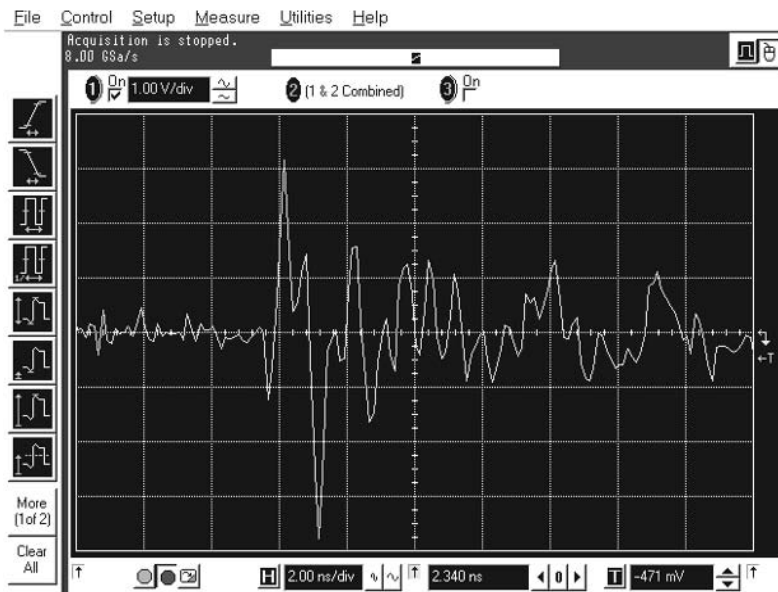 File Control Setup Measure Utilities Help
Acquisition is stopped.
8.00 GSa/s
1 On 1.00 V/div 2 (1 & 2 Combined) 3 On
←T
More
(1of 2)
Clear
All
H 2.00 ns/div 2.340 ns 0 T -471 mV